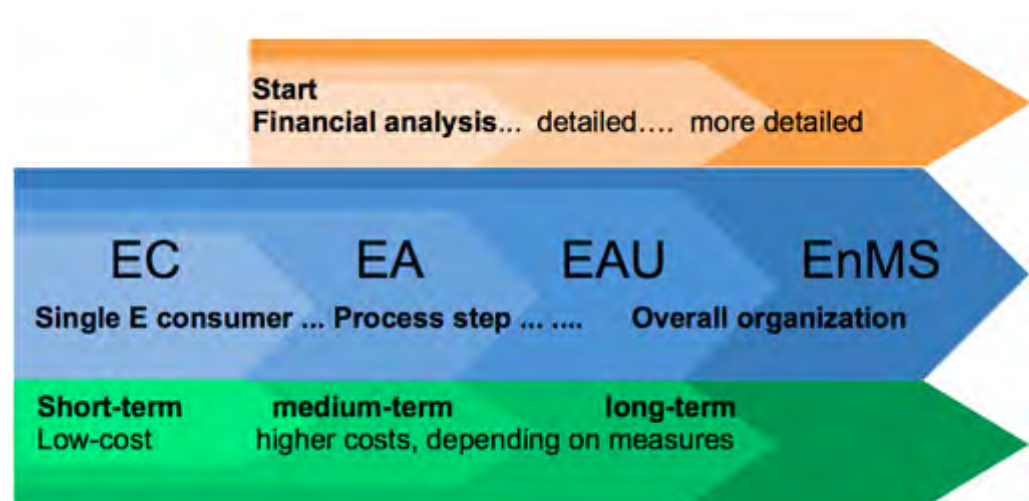 Start
Financial analysis... detailed.... more detailed
EC EA EAU EnMS
Single E consumer ... Process step ... .... Overall organization
Short-term medium-term long-term
Low-cost higher costs, depending on measures